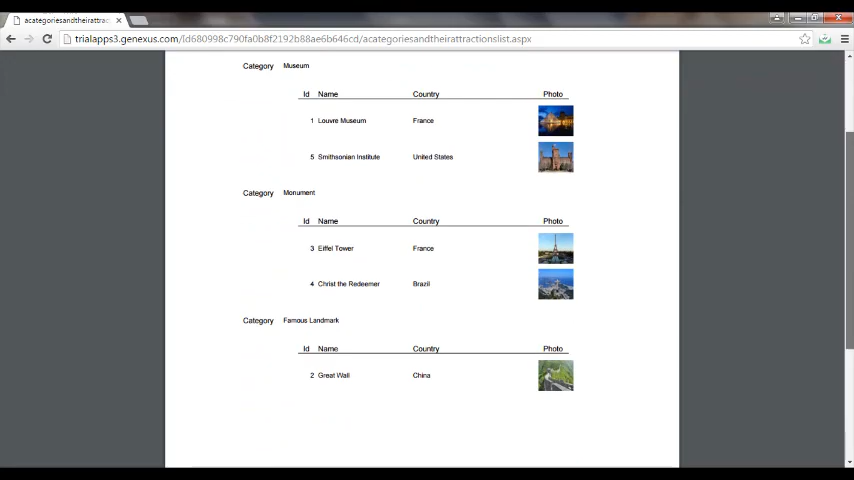 acategoriesandtheirattrac
trialapps3.genexus.com/Id680998c790fa0b8f2192b88ae6b646cd/acategoriesandtheirattractionslist.aspx
Category Museum
Id Name Country Photo
1 Louvre Museum France
5 Smithsonian Institute United States
Category Monument
Id Name Country Photo
3 Eiffel Tower France
4 Christ the Redeemer Brazil
Category Famous Landmark
Id Name Country Photo
2 Great Wall China